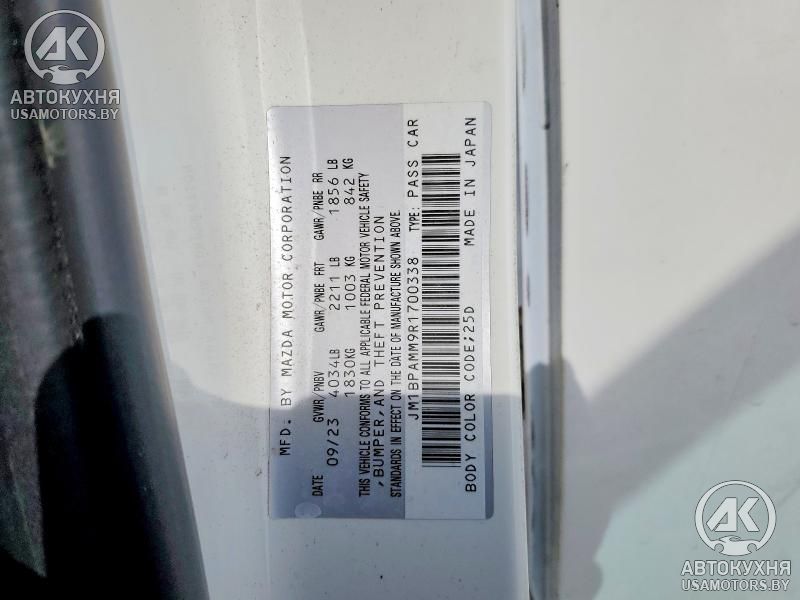 AK
АВТОКУХНЯ
USAMOTORS.BY
MFD. BY MAZDA MOTOR CORPORATION
DATE GVWR/PNBV GAWR/PNBE FRT GAWR/PNBE RR
09/23 4034LB 2211 LB 1856 LB
1830KG 1003 KG 842 KG
THIS VEHICLE CONFORMS TO ALL APPLICABLE FEDERAL MOTOR VEHICLE SAFETY
,BUMPER,AND THEFT PREVENTION
STANDARDS IN EFFECT ON THE DATE OF MANUFACTURE SHOWN ABOVE.
JM1BPAMM9R1700338 TYPE: PASS CAR
BODY COLOR CODE;25D MADE IN JAPAN
AK
АВТОКУХНЯ
USAMOTORS.BY